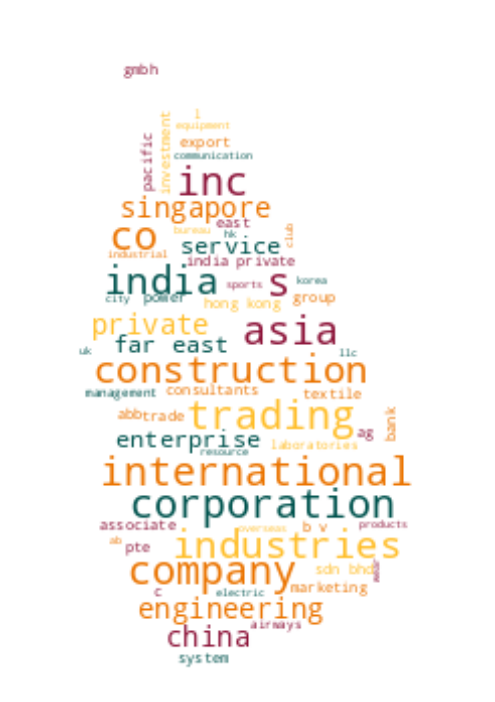 gmbh
l
equipment
investment
pacific
export
communication
inc
singapore
east
club
bureau
hk
co
service
industrial
india private
india
s
sports
korea
city
power
hong kong
group
private
asia
far east
uk
llc
construction
management
consultants
textile
trading
abb
trade
bank
ag
enterprise
laboratories
resource
international
corporation
associate
overseas
b v
products
ab
pte
industries
company
sdn bhd
marketing
c
electric
engineering
airways
china
system